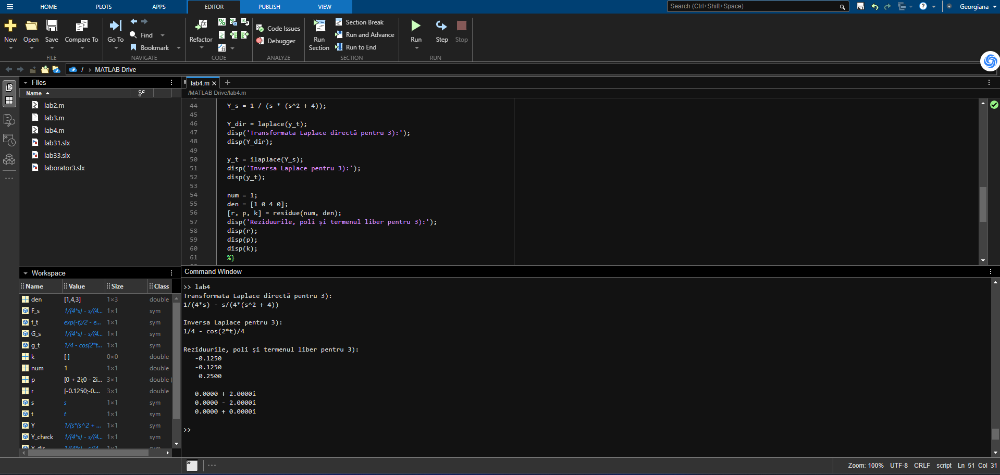 HOME PLOTS APPS EDITOR PUBLISH VIEW Search (Ctrl+Shift+Space) Georgiana
New Open Save Compare To Go To Find Bookmark Refactor Code Issues Debugger Run Section Section Break Run and Advance Run to End Run Step Stop
FILE NAVIGATE CODE ANALYZE SECTION RUN
/ > MATLAB Drive
Files
Name
lab2.m
lab3.m
lab4.m
lab31.slx
lab33.slx
laborator3.slx
lab4.m
/MATLAB Drive/lab4.m
44 Y_s = 1 / (s * (s^2 + 4));
45
46 Y_dir = laplace(y_t);
47 disp('Transformata Laplace directă pentru 3):');
48 disp(Y_dir);
49
50 y_t = ilaplace(Y_s);
51 disp('Inversa Laplace pentru 3):');
52 disp(y_t);
53
54 num = 1;
55 den = [1 0 4 0];
56 [r, p, k] = residue(num, den);
57 disp('Reziduurile, poli și termenul liber pentru 3):');
58 disp(r);
59 disp(p);
60 disp(k);
61 %}
Workspace
Name Value Size Class
den [1,4,3] 1×3 double
F_s 1/(4*s) - s/(4... 1×1 sym
f_t exp(-t)/2 - e... 1×1 sym
G_s 1/(4*s) - s/(4... 1×1 sym
g_t 1/4 - cos(2*t... 1×1 sym
k [ ] 0×0 double
num 1 1×1 double
p [0 + 2i;0 - 2i... 3×1 double (
r [-0.1250;-0.... 3×1 double
s s 1×1 sym
t t 1×1 sym
Y 1/(s*(s^2 + ... 1×1 sym
Y_check 1/(4*s) - s/(4... 1×1 sym
Y_dir 1/(4*s) - s/(4... 1×1 sym
Command Window
>> lab4
Transformata Laplace directă pentru 3):
1/(4*s) - s/(4*(s^2 + 4))
Inversa Laplace pentru 3):
1/4 - cos(2*t)/4
Reziduurile, poli și termenul liber pentru 3):
-0.1250
-0.1250
0.2500
0.0000 + 2.0000i
0.0000 - 2.0000i
0.0000 + 0.0000i
>>
Zoom: 100% UTF-8 CRLF script Ln 51 Col 31